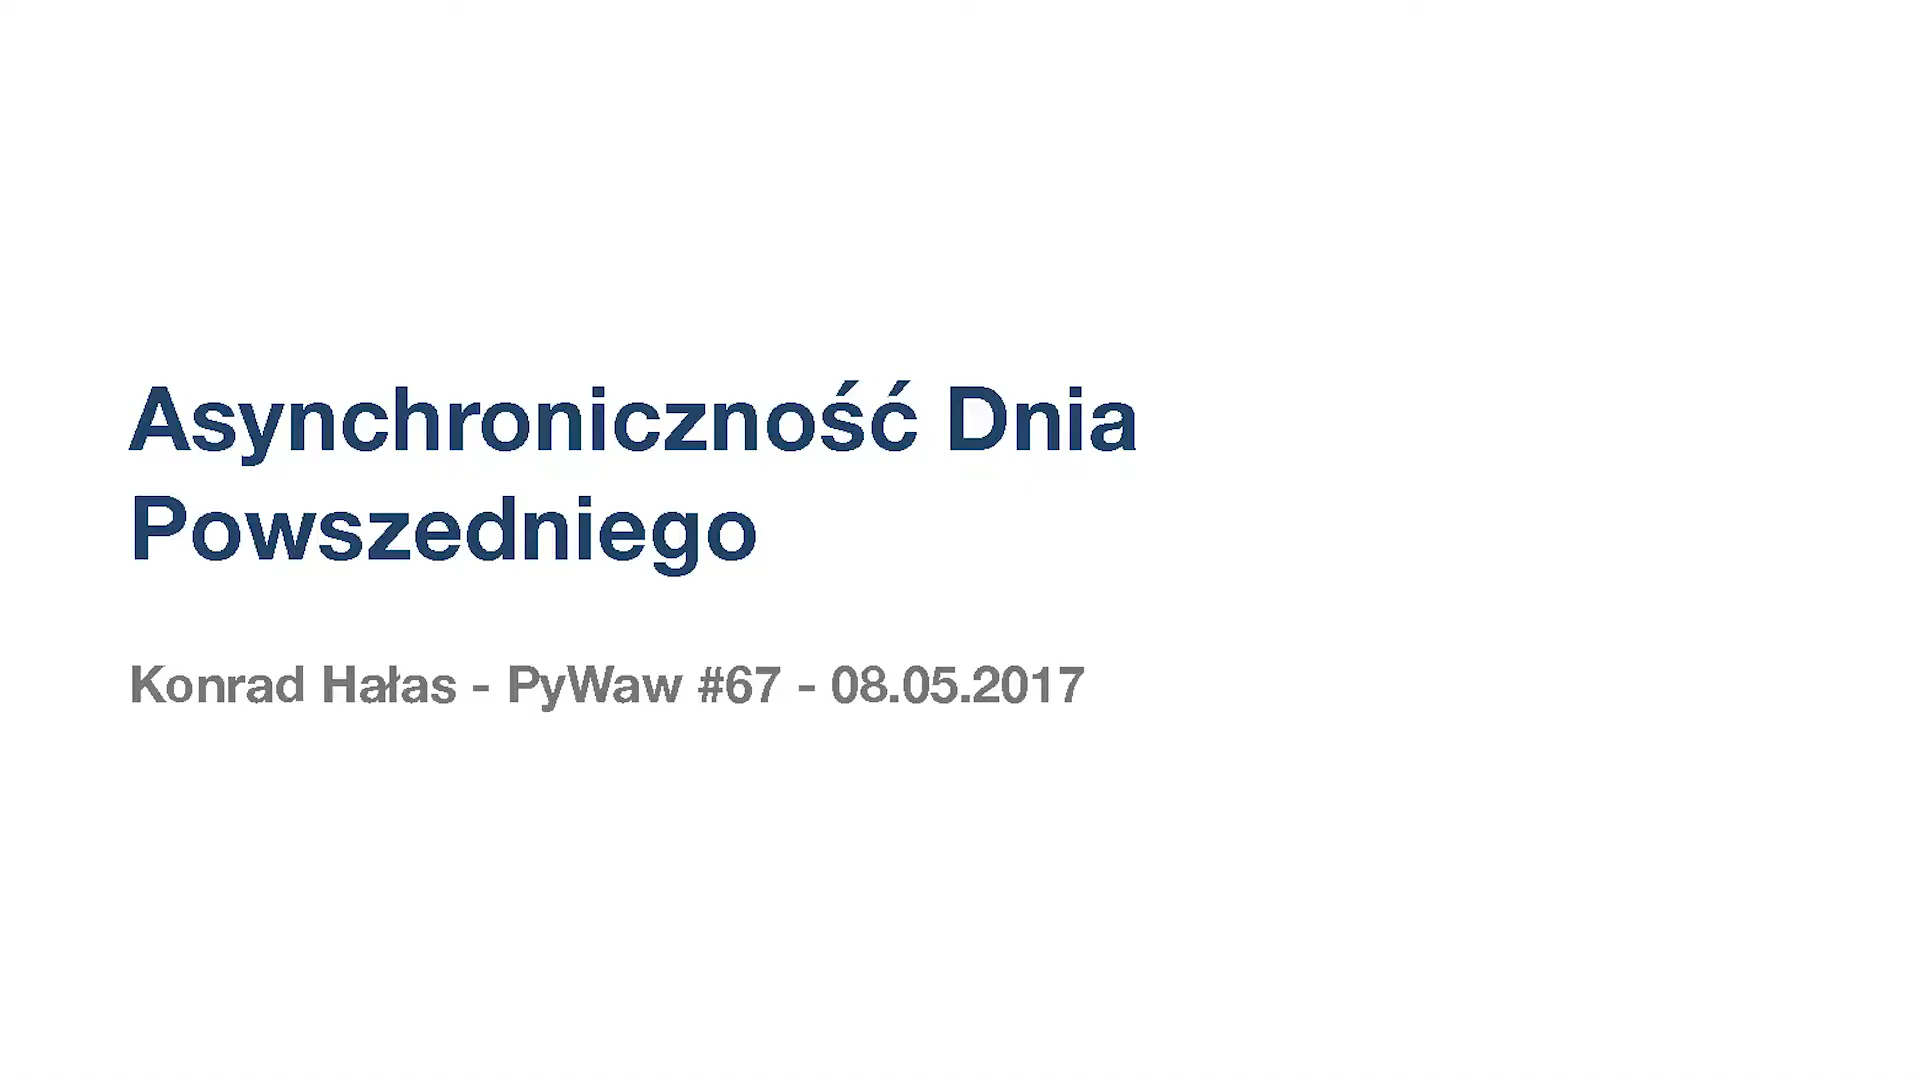 Asynchroniczność Dnia
Powszedniego
Konrad Hałas - PyWaw #67 - 08.05.2017